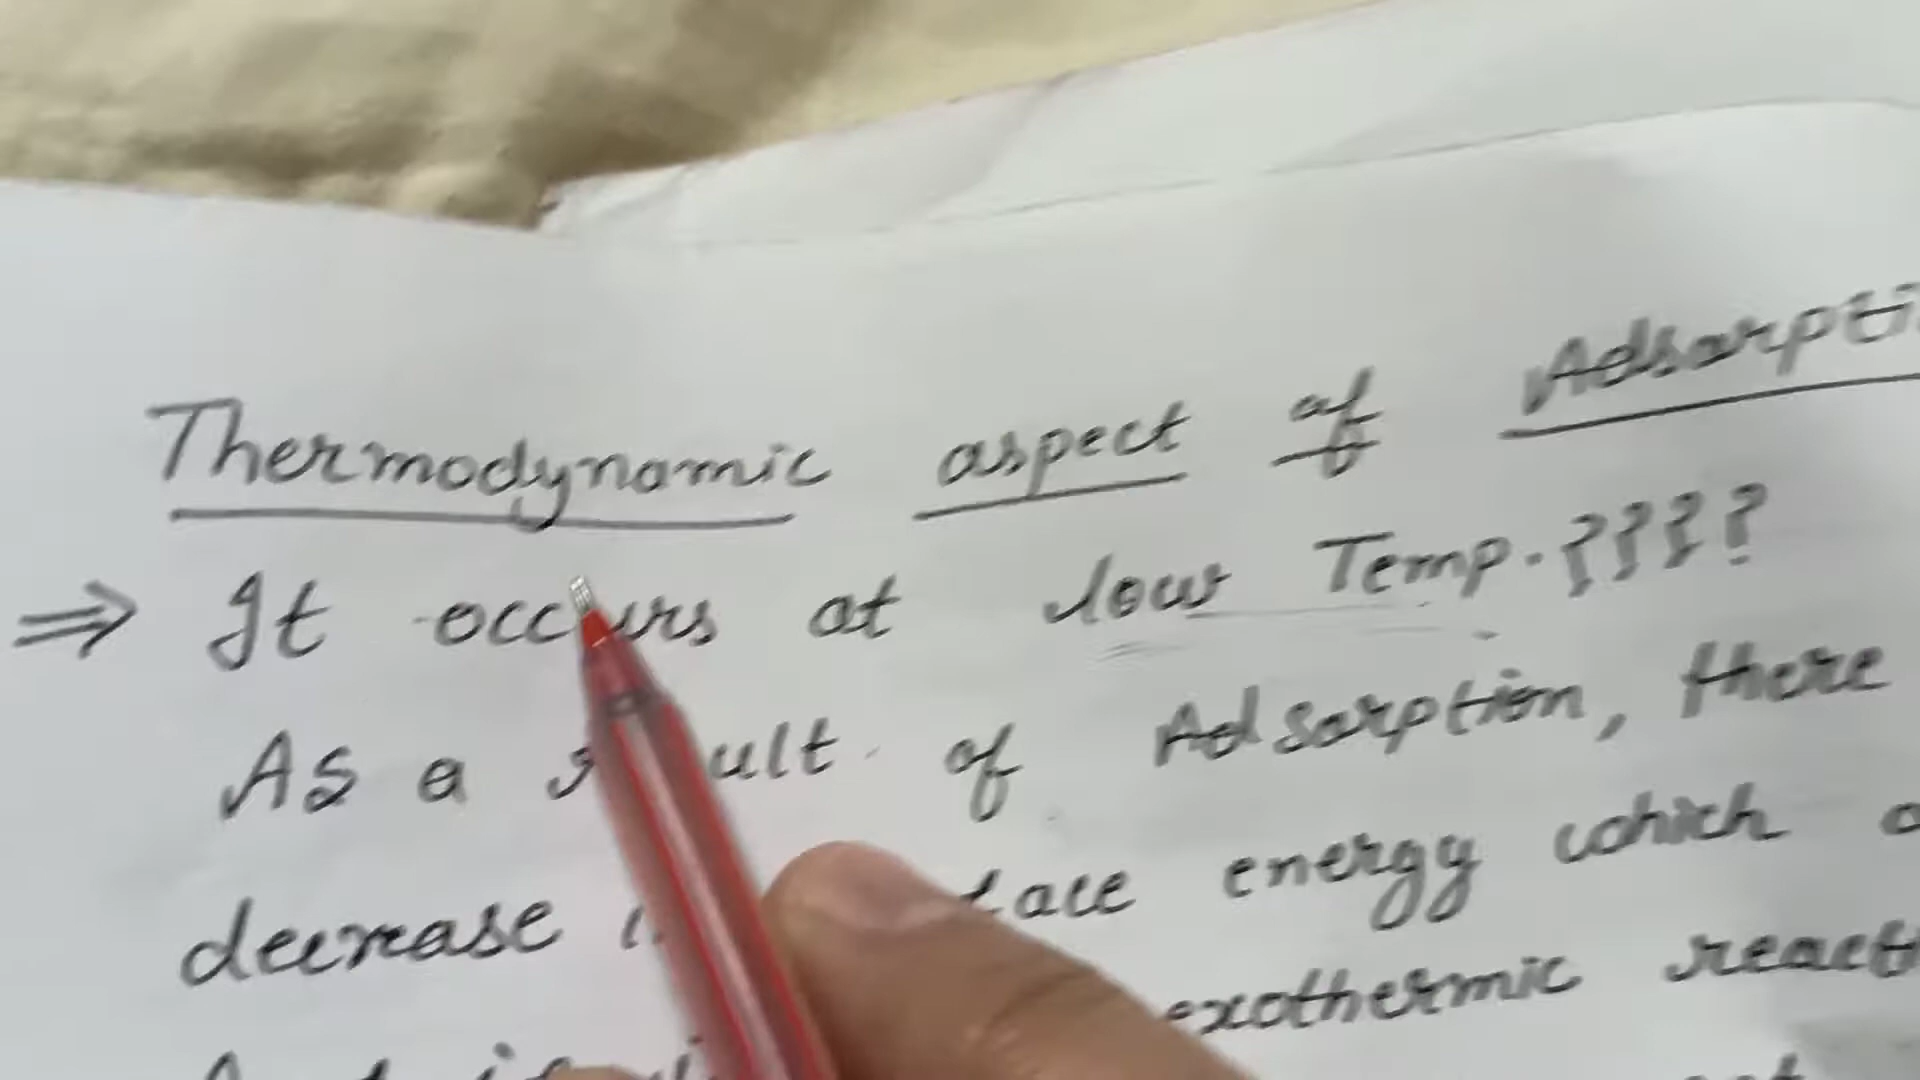 Thermodynamic aspect of Adsorpti
⇒ It occurs at low Temp.????
As a ult of Adsorption, there
decrease face energy which
exothermic react